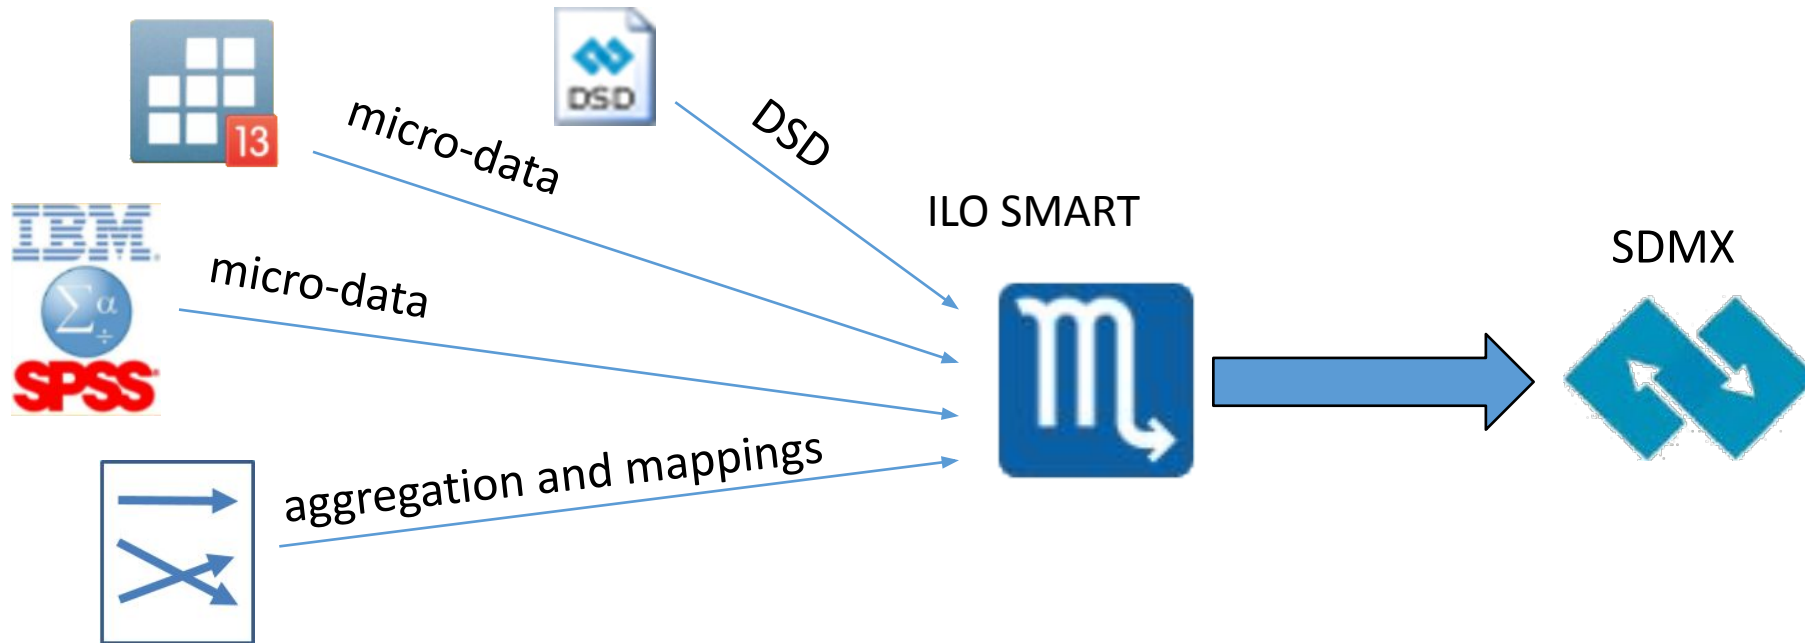 13
micro-data
DSD
DSD
ILO SMART
IBM.
Σ α ÷
SPSS
micro-data
SDMX
aggregation and mappings